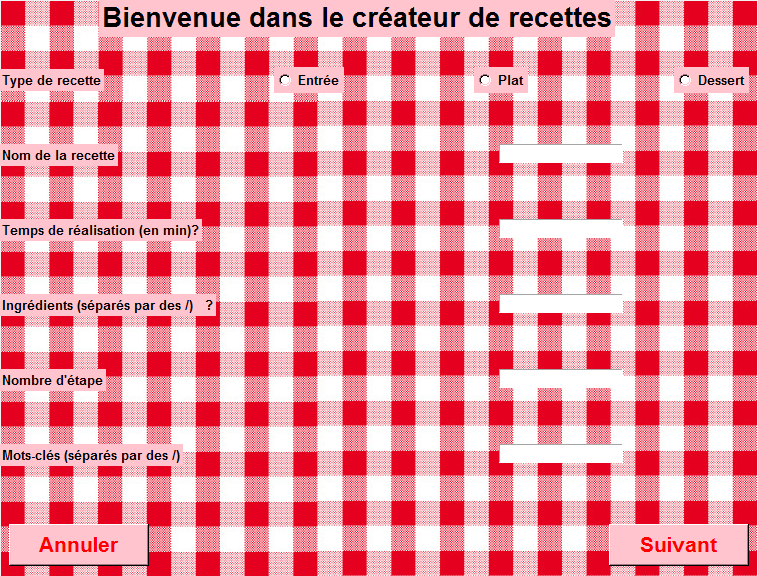 Bienvenue dans le créateur de recettes
Type de recette Entrée Plat Dessert
Nom de la recette
Temps de réalisation (en min)?
Ingrédients (séparés par des /) ?
Nombre d'étape
Mots-clés (séparés par des /)
Annuler Suivant